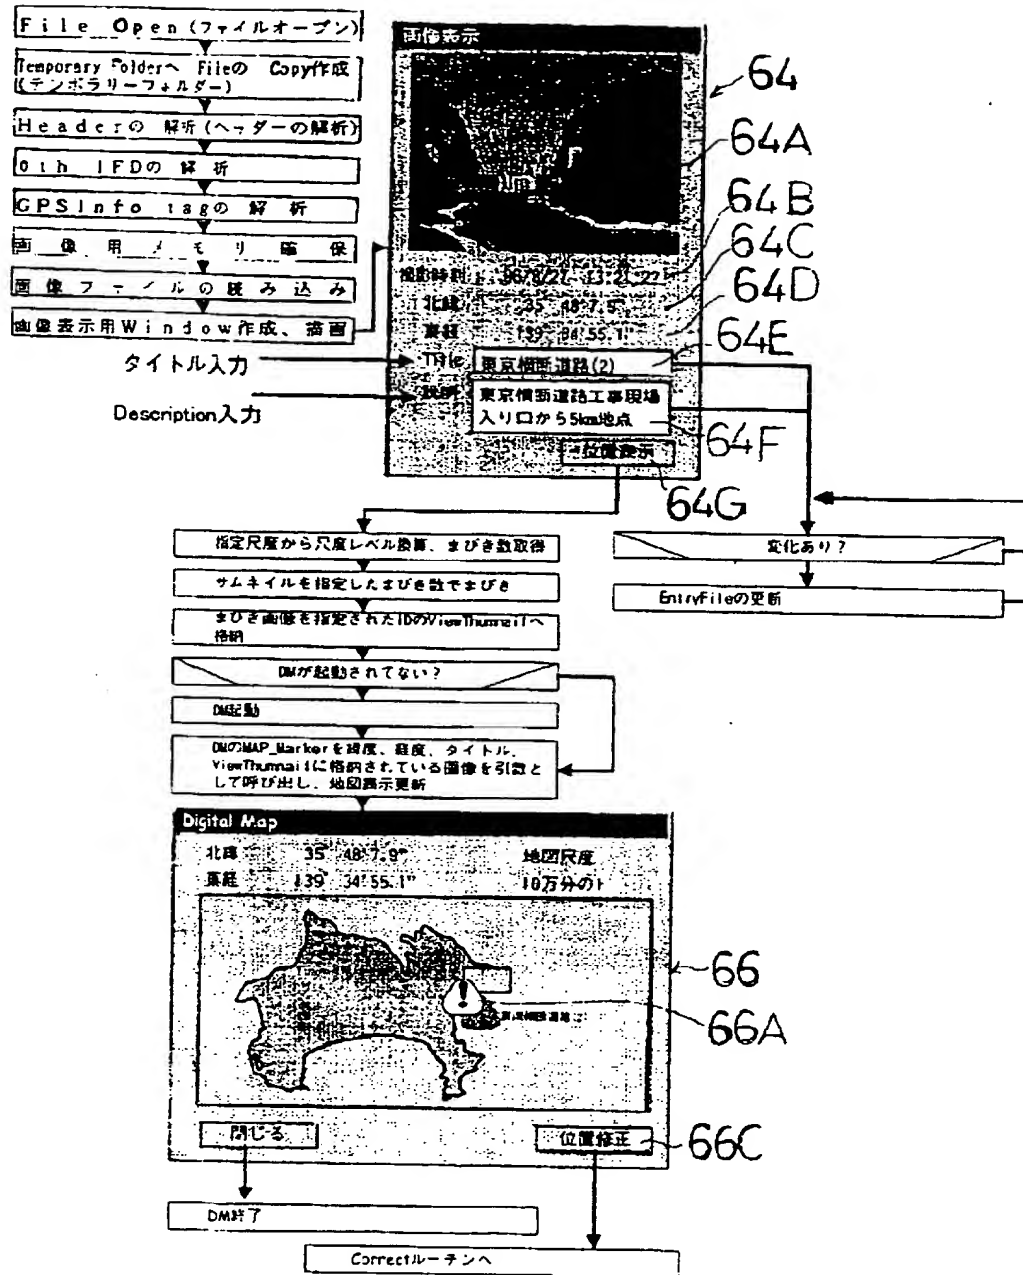 File Open (ファイルオープン)
Temporary Folderへ Fileの Copy作成
(テンポラリーフォルダー)
Headerの 解析 (ヘッダーの解析)
0th IFDの 解析
GPSInfo tagの 解析
画像用メモリ確保
画像ファイルの読み込み
画像表示用Window作成、描画
タイトル入力
Description入力
画像表示
撮影時刻
北緯 35° 48'7.9"
東経 139° 34'55.1"
Title 東京横断道路(2)
東京横断道路工事現場
入り口から5km地点
位置表示
64
64A
64B
64C
64D
64E
64F
64G
変化あり?
EntryFileの更新
指定尺度から尺度レベル換算、まびき数取得
サムネイルを指定したまびき数でまびき
まびき画像を指定されたIDのViewThumnailへ
格納
DMが起動されてない?
DM起動
DMのMAP_Markerを緯度、経度、タイトル、
ViewThumnailに格納されている画像を引数と
して呼び出し、地図表示更新
Digital Map
北緯 35° 48'7.9" 地図尺度
東経 139° 34'55.1" 10万分の1
66
66A
閉じる
位置修正
66C
DM終了
Correctルーチンへ